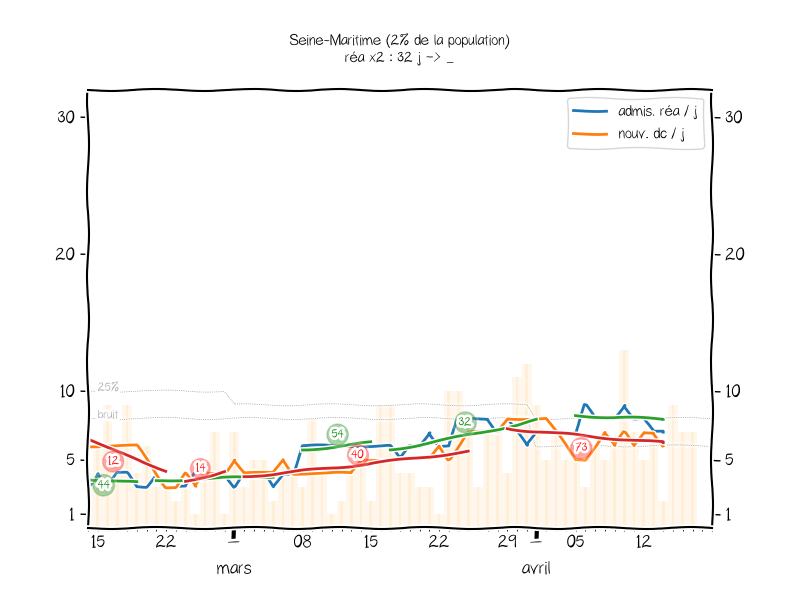 Seine-Maritime (2% de la population)
réa x2 : 32 j -> _
admis. réa / j
nouv. dc / j
30
30
20
20
10
10
25%
bruit
54
32
40
12
14
73
44
5
5
1
1
15 22 – 08 15 22 29 – 05 12
mars avril